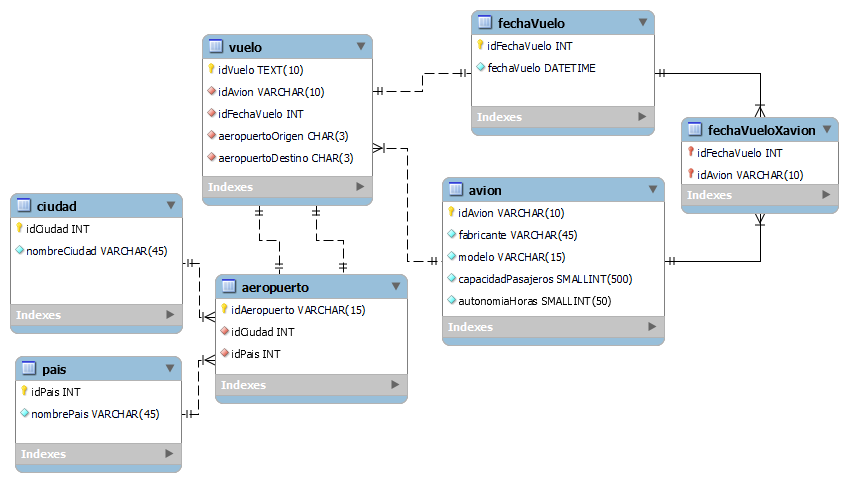 vuelo
idVuelo TEXT(10)
idAvion VARCHAR(10)
idFechaVuelo INT
aeropuertoOrigen CHAR(3)
aeropuertoDestino CHAR(3)
Indexes
fechaVuelo
idFechaVuelo INT
fechaVuelo DATETIME
Indexes
fechaVueloXavion
idFechaVuelo INT
idAvion VARCHAR(10)
Indexes
ciudad
idCiudad INT
nombreCiudad VARCHAR(45)
Indexes
avion
idAvion VARCHAR(10)
fabricante VARCHAR(45)
modelo VARCHAR(15)
capacidadPasajeros SMALLINT(500)
autonomiaHoras SMALLINT(50)
Indexes
aeropuerto
idAeropuerto VARCHAR(15)
idCiudad INT
idPais INT
Indexes
pais
idPais INT
nombrePais VARCHAR(45)
Indexes